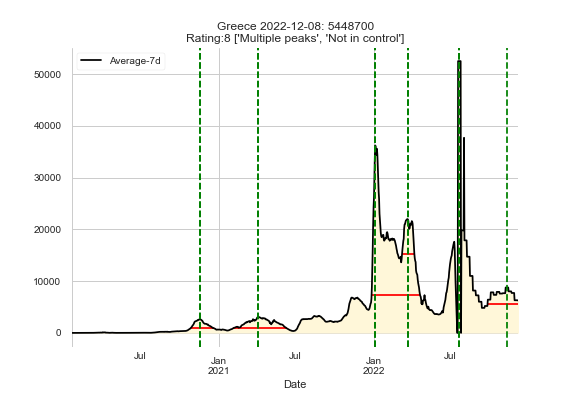 Greece 2022-12-08: 5448700
Rating:8 ['Multiple peaks', 'Not in control']
Average-7d
50000
40000
30000
20000
10000
0
Jul
Jan
2021
Jul
Jan
2022
Jul
Date